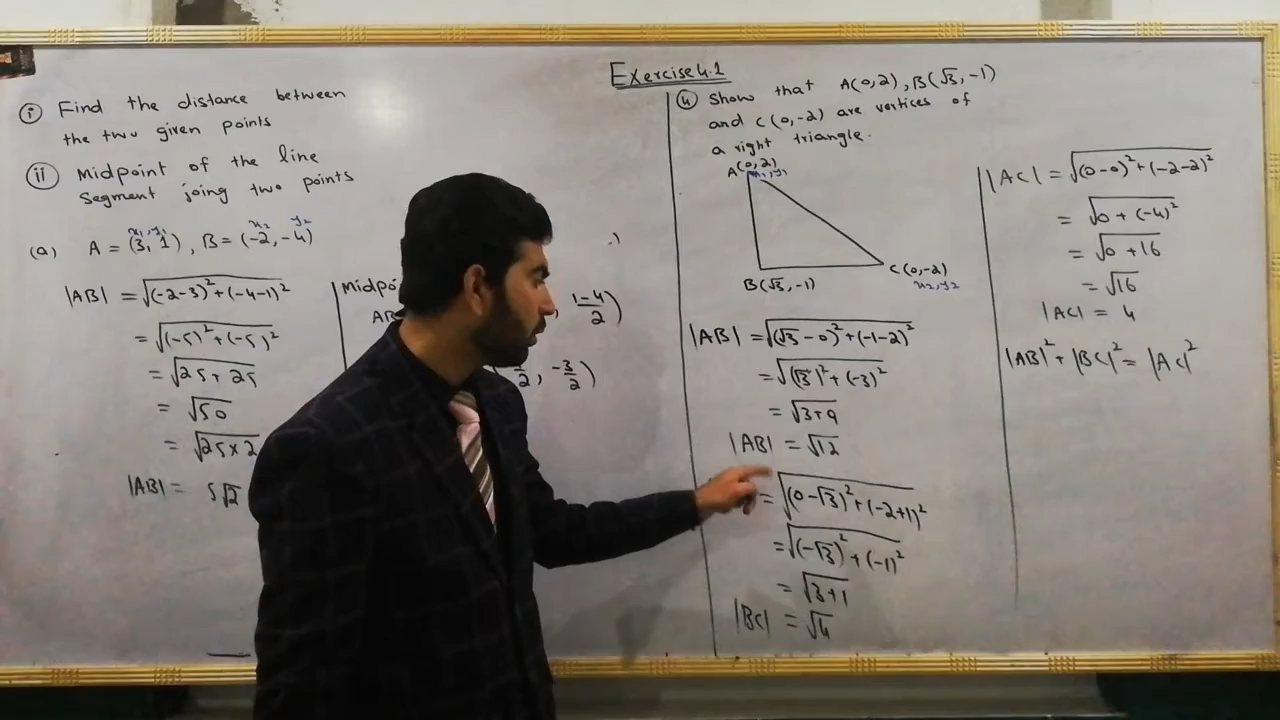 Exercise 4.1
(i) Find the distance between
the two given points
(ii) Midpoint of the line
Segment joing two points
x₁, y₁ x₂ y₂
(a) A = (3, 1), B = (-2, -4)
|AB| = √((-2-3)² + (-4-1)²)
= √((-5)² + (-5)²)
= √(25+25)
= √50
= √(25×2)
|AB| = 5√2
, (1-4)/2)
, -3/2)
(4) Show that A(0,2), B(√3,-1)
and C(0,-2) are vertices of
a right triangle.
A(0,2)
x₁, y₁
B(√3,-1)
C(0,-2)
x₂, y₂
|AB| = √((√3-0)² + (-1-2)²)
= √((√3)² + (-3)²)
= √(3+9)
|AB| = √12
= √((0-√3)² + (-2+1)²)
= √((-√3)² + (-1)²)
= √(3+1)
|BC| = √4
|AC| = √((0-0)² + (-2-2)²)
= √(0 + (-4)²)
= √(0+16)
= √16
|AC| = 4
|AB|² + |BC|² = |AC|²